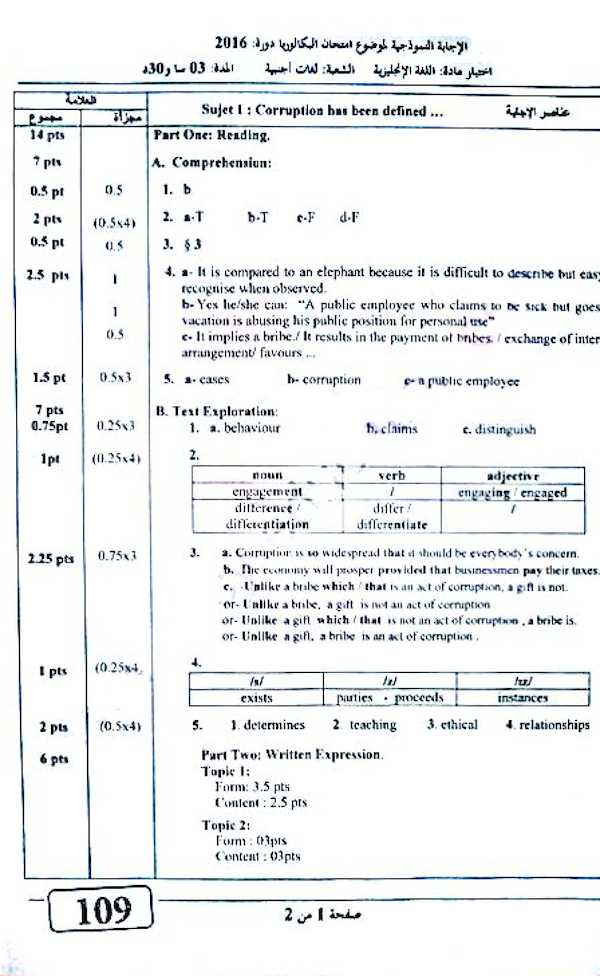 الإجابة النموذجية لموضوع امتحان البكالوريا دورة: 2016
اختبار مادة: اللغة الإنجليزية الشعبة: لغات أجنبية المدة: 03 سا و30د
العلامة
مجموع مجزأة Sujet 1 : Corruption has been defined ... عناصر الإجابة
14 pts Part One: Reading.
7 pts A. Comprehension:
0.5 pt 0.5 1. b
2 pts (0.5x4) 2. a-T b-T c-F d-F
0.5 pt 0.5 3. § 3
2.5 pts 1 4. a- It is compared to an elephant because it is difficult to describe but easy
recognise when observed.
1 b- Yes he/she can: "A public employee who claims to be sick but goes
vacation is abusing his public position for personal use"
0.5 c- It implies a bribe./ It results in the payment of bribes. / exchange of inter
arrangement/ favours ...
1.5 pt 0.5x3 5. a- cases b- corruption c- a public employee
7 pts B. Text Exploration:
0.75pt 0.25x3 1. a. behaviour b. claims c. distinguish
1pt (0.25x4) 2.
noun verb adjective
engagement / engaging / engaged
difference / differ / /
differentiation differentiate
2.25 pts 0.75x3 3. a. Corruption is so widespread that it should be everybody's concern.
b. The economy will prosper provided that businessmen pay their taxes.
c. -Unlike a bribe which / that is an act of corruption, a gift is not.
or- Unlike a bribe, a gift is not an act of corruption
or- Unlike a gift which / that is not an act of corruption , a bribe is.
or- Unlike a gift, a bribe is an act of corruption .
1 pts (0.25x4, 4.
/s/ /z/ /ɪz/
exists parties - proceeds instances
2 pts (0.5x4) 5. 1. determines 2. teaching 3. ethical 4. relationships
6 pts Part Two: Written Expression.
Topic 1:
Form: 3.5 pts
Content : 2.5 pts
Topic 2:
Form : 03pts
Content : 03pts
109 صفحة 1 من 2